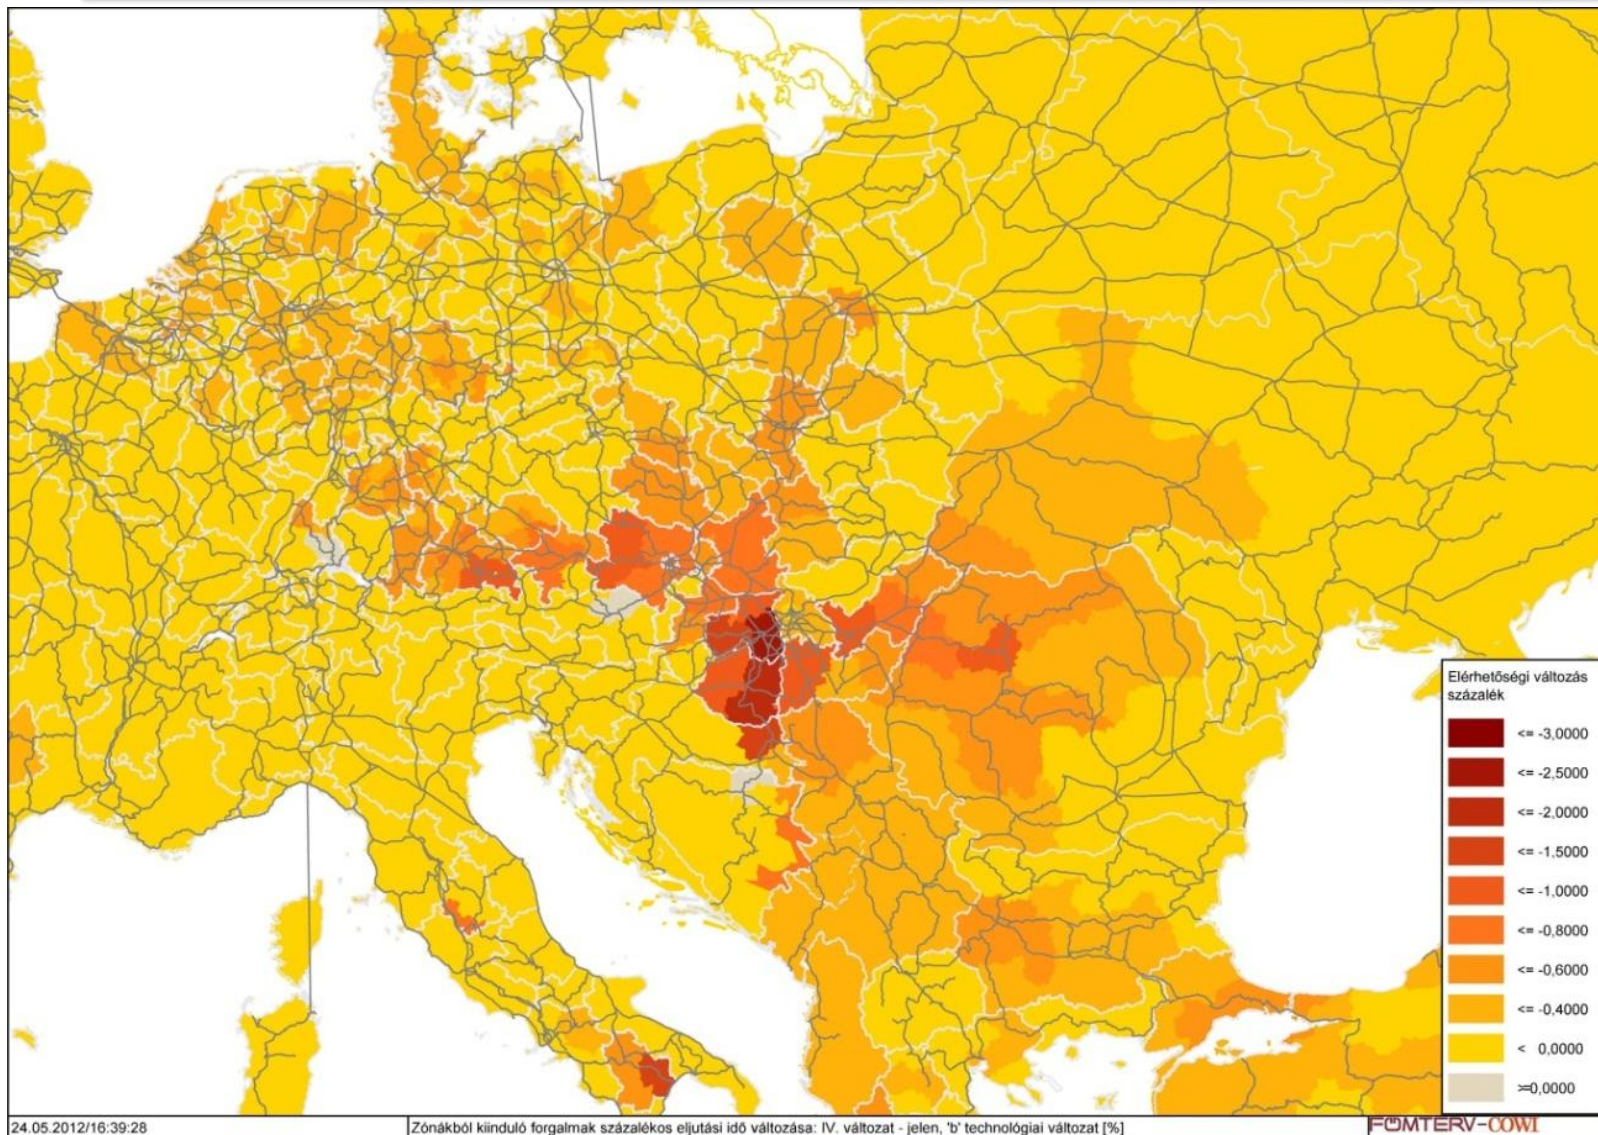 Elérhetőségi változás
százalék
<= -3,0000
<= -2,5000
<= -2,0000
<= -1,5000
<= -1,0000
<= -0,8000
<= -0,6000
<= -0,4000
< 0,0000
>=0,0000
24.05.2012/16:39:28
Zónákból kiinduló forgalmak százalékos eljutási idő változása: IV. változat - jelen, 'b' technológiai változat [%]
FŐMTERV-COWI